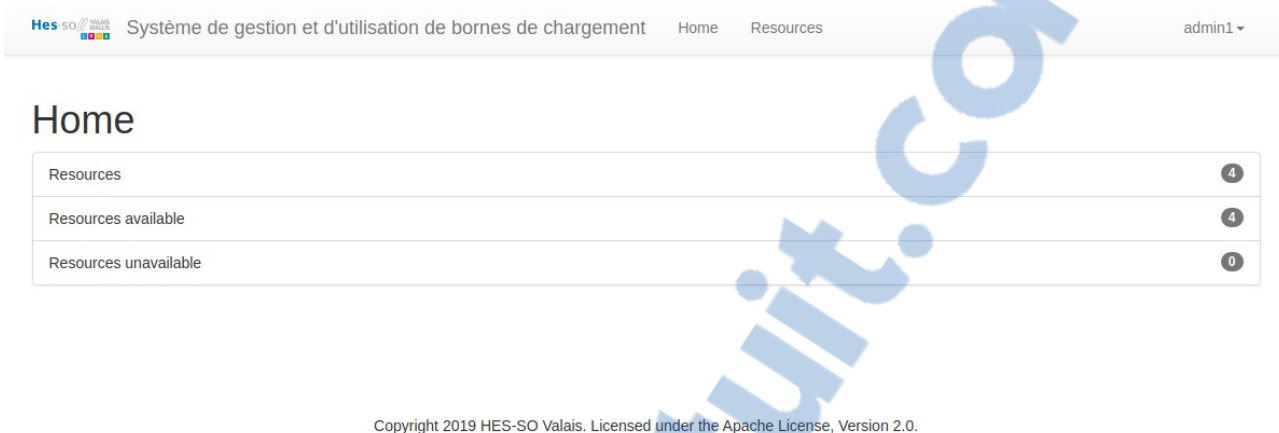 Hes·so VALAIS WALLIS Système de gestion et d'utilisation de bornes de chargement Home Resources admin1
Home
Resources 4
Resources available 4
Resources unavailable 0
tuit.co
Copyright 2019 HES-SO Valais. Licensed under the Apache License, Version 2.0.